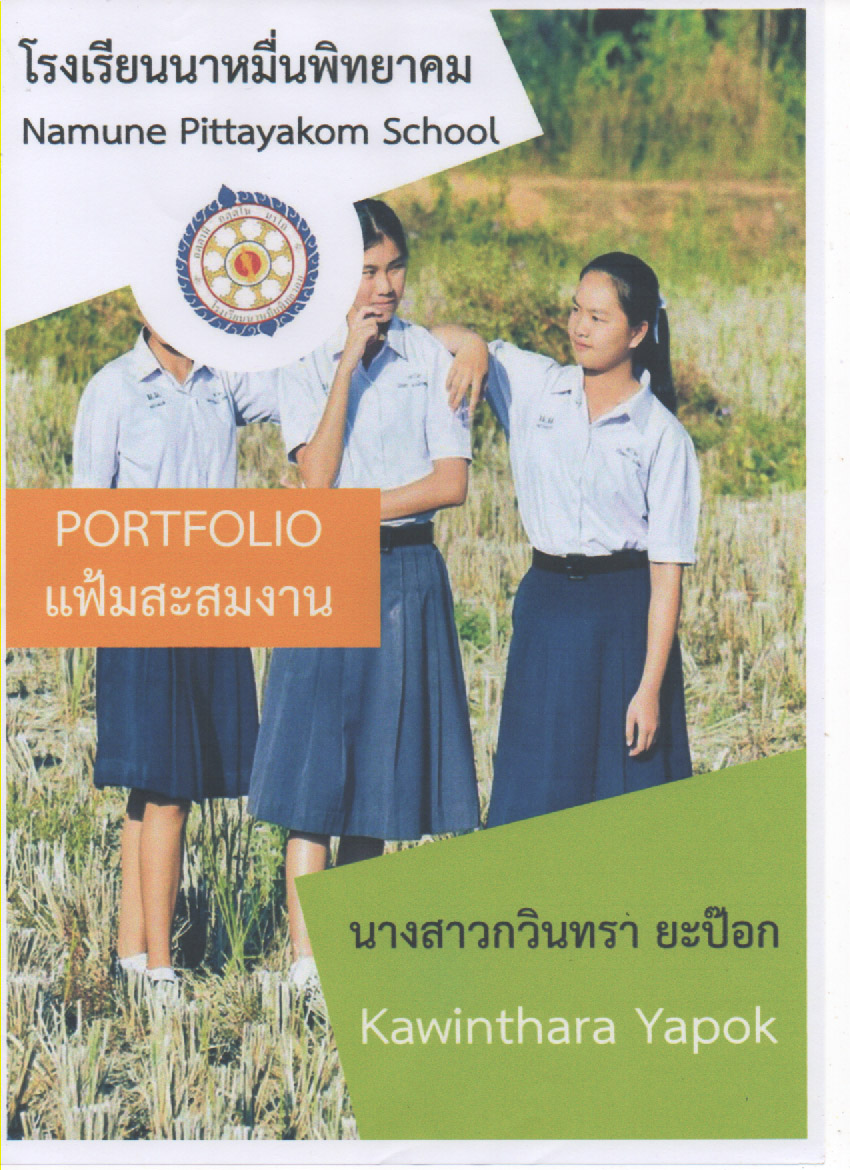 โรงเรียนนาหมื่นพิทยาคม
Namune Pittayakom School
PORTFOLIO
แฟ้มสะสมงาน
นางสาวกวินทรา ยะป๊อก
Kawinthara Yapok